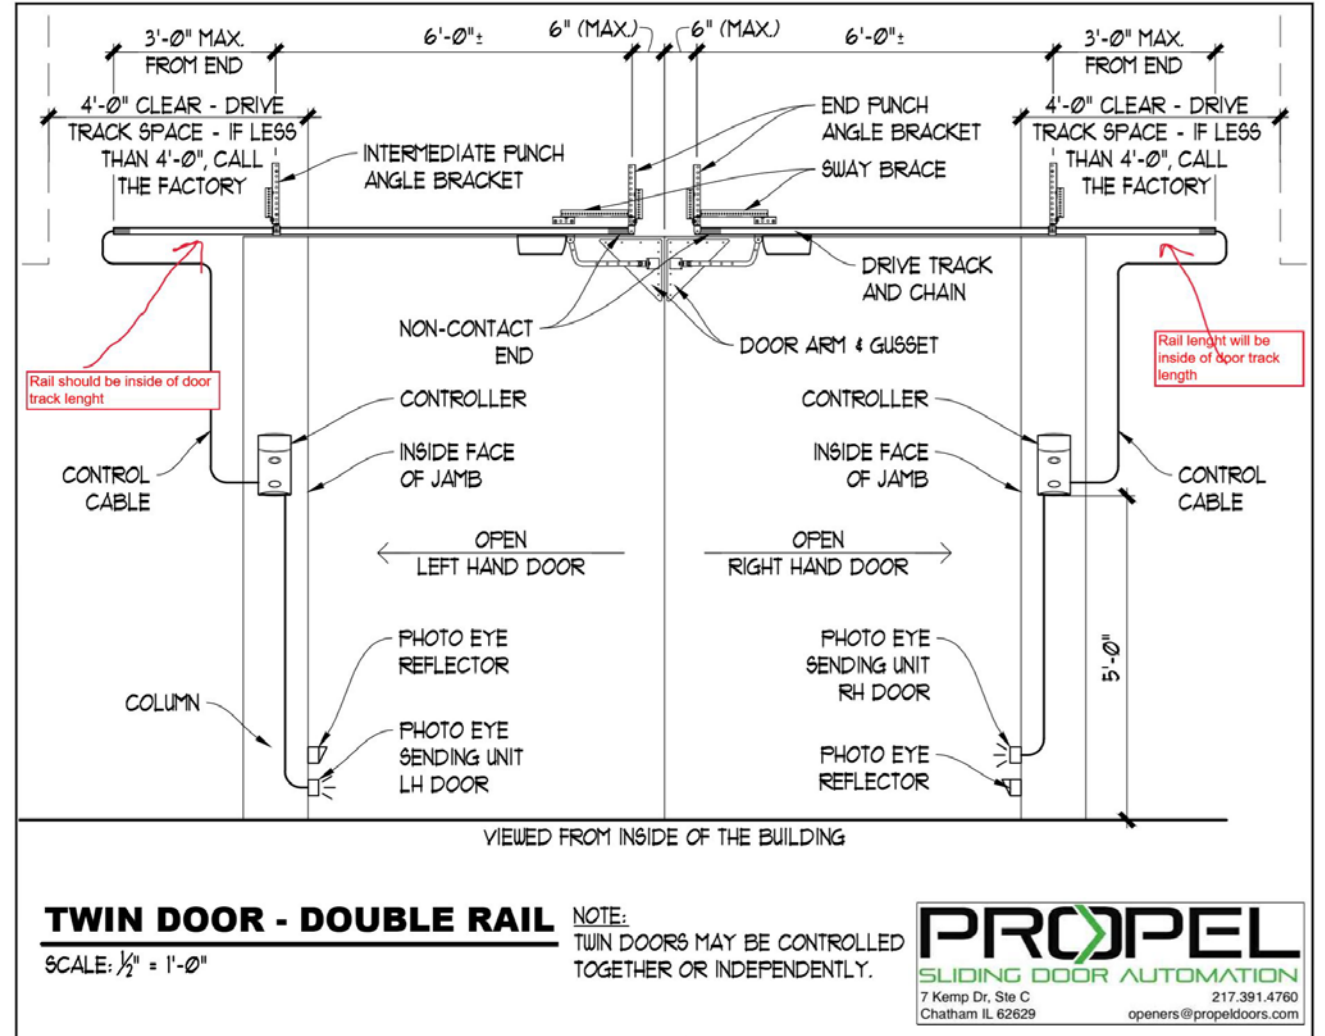 3'-0" MAX.
FROM END
6'-0"±
6" (MAX.)
6" (MAX.)
6'-0"±
3'-0" MAX.
FROM END
4'-0" CLEAR - DRIVE
TRACK SPACE - IF LESS
THAN 4'-0", CALL
THE FACTORY
INTERMEDIATE PUNCH
ANGLE BRACKET
END PUNCH
ANGLE BRACKET
SWAY BRACE
4'-0" CLEAR - DRIVE
TRACK SPACE - IF LESS
THAN 4'-0", CALL
THE FACTORY
DRIVE TRACK
AND CHAIN
NON-CONTACT
END
DOOR ARM & GUSSET
Rail should be inside of door
track lenght
Rail lenght will be
inside of door track
length
CONTROLLER
CONTROLLER
INSIDE FACE
OF JAMB
INSIDE FACE
OF JAMB
CONTROL
CABLE
CONTROL
CABLE
OPEN
LEFT HAND DOOR
OPEN
RIGHT HAND DOOR
PHOTO EYE
REFLECTOR
PHOTO EYE
SENDING UNIT
RH DOOR
5'-0"
COLUMN
PHOTO EYE
SENDING UNIT
LH DOOR
PHOTO EYE
REFLECTOR
VIEWED FROM INSIDE OF THE BUILDING
TWIN DOOR - DOUBLE RAIL
SCALE: 1/2" = 1'-0"
NOTE:
TWIN DOORS MAY BE CONTROLLED
TOGETHER OR INDEPENDENTLY.
PROPEL
SLIDING DOOR AUTOMATION
7 Kemp Dr, Ste C
Chatham IL 62629
217.391.4760
openers@propeldoors.com